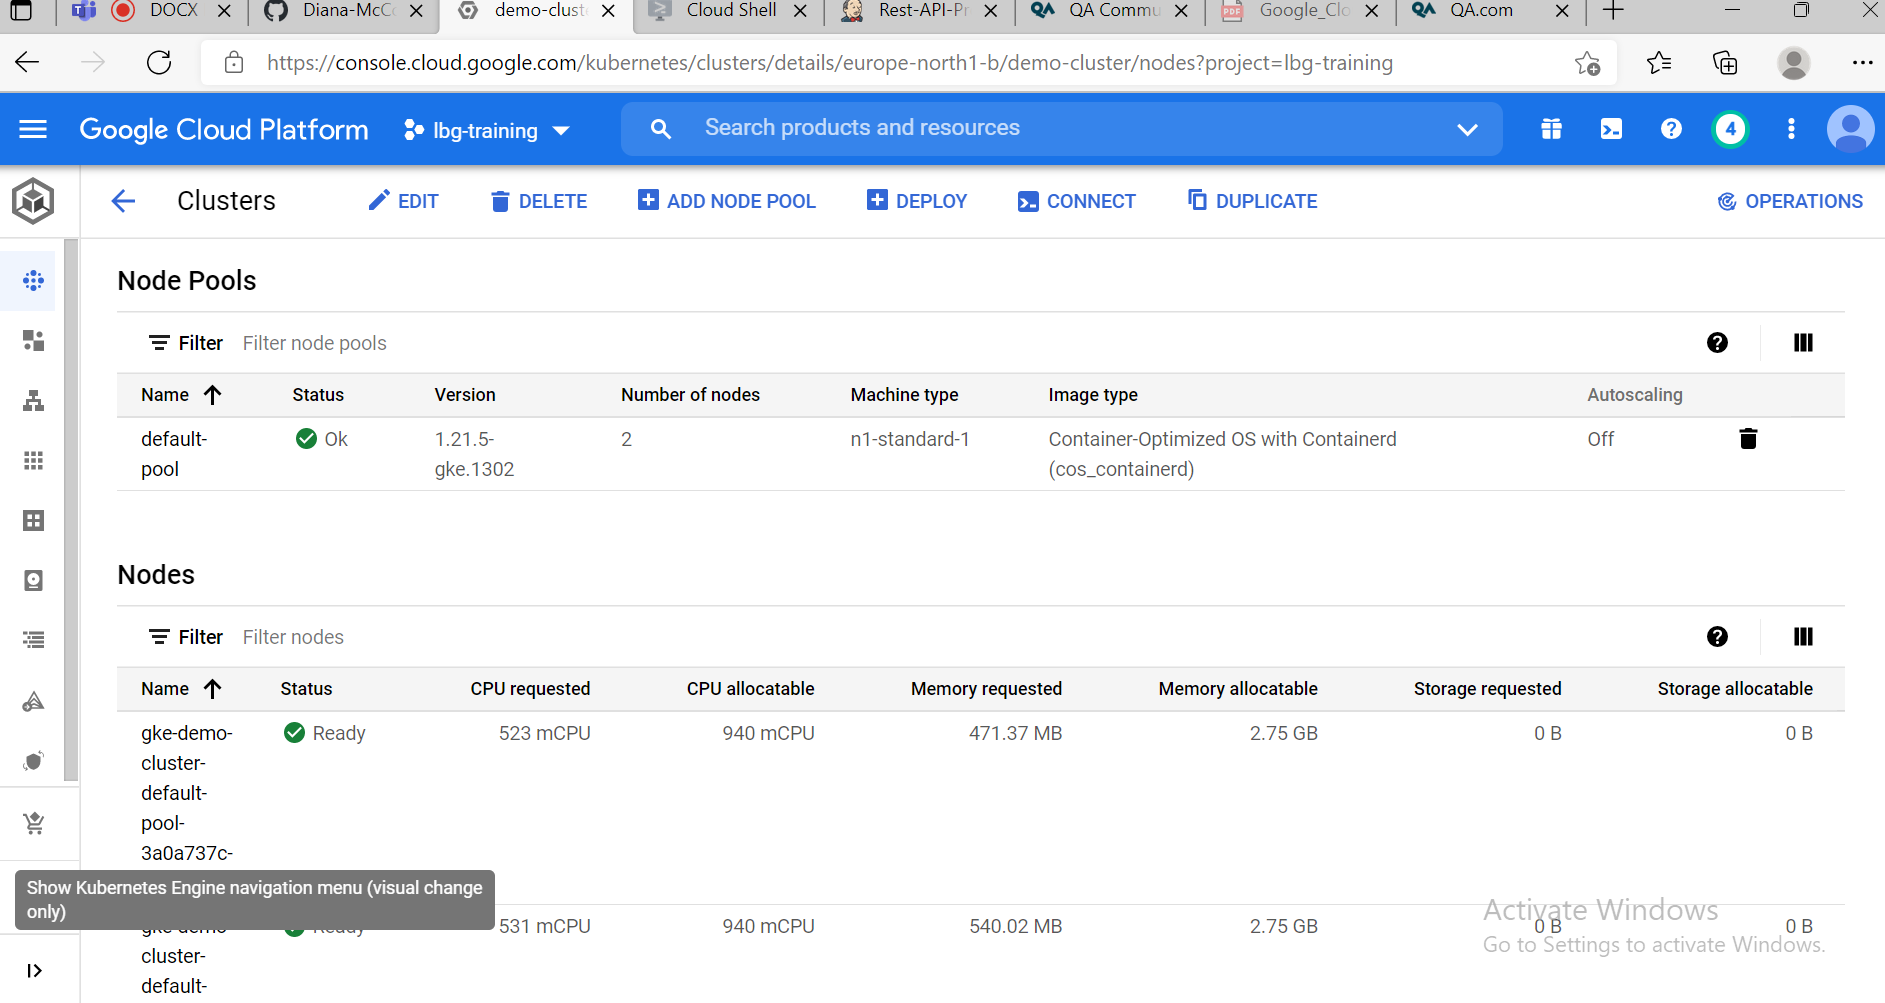 DOCX
Diana-McCo
demo-cluste
Cloud Shell
Rest-API-Pr
QA Commu
Google_Clo
QA.com
https://console.cloud.google.com/kubernetes/clusters/details/europe-north1-b/demo-cluster/nodes?project=lbg-training
Google Cloud Platform
lbg-training
Search products and resources
4
Clusters
EDIT
DELETE
ADD NODE POOL
DEPLOY
CONNECT
DUPLICATE
OPERATIONS
Node Pools
Filter Filter node pools
Name Status Version Number of nodes Machine type Image type Autoscaling
default- Ok 1.21.5- 2 n1-standard-1 Container-Optimized OS with Containerd Off
pool gke.1302 (cos_containerd)
Nodes
Filter Filter nodes
Name Status CPU requested CPU allocatable Memory requested Memory allocatable Storage requested Storage allocatable
gke-demo- Ready 523 mCPU 940 mCPU 471.37 MB 2.75 GB 0 B 0 B
cluster-
default-
pool-
3a0a737c-
Show Kubernetes Engine navigation menu (visual change
only)
gke-demo- Ready 531 mCPU 940 mCPU 540.02 MB 2.75 GB 0 B 0 B
cluster-
default-
Activate Windows
Go to Settings to activate Windows.